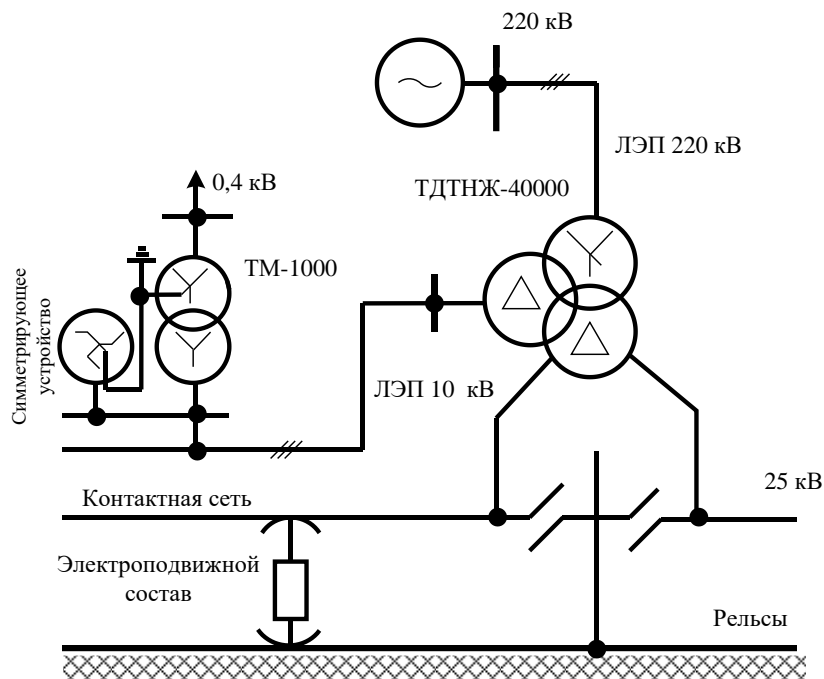 220 кВ
ЛЭП 220 кВ
ТДТНЖ-40000
0,4 кВ
ТМ-1000
Симметрирующее
устройство
ЛЭП 10 кВ
25 кВ
Контактная сеть
Электроподвижной
состав
Рельсы